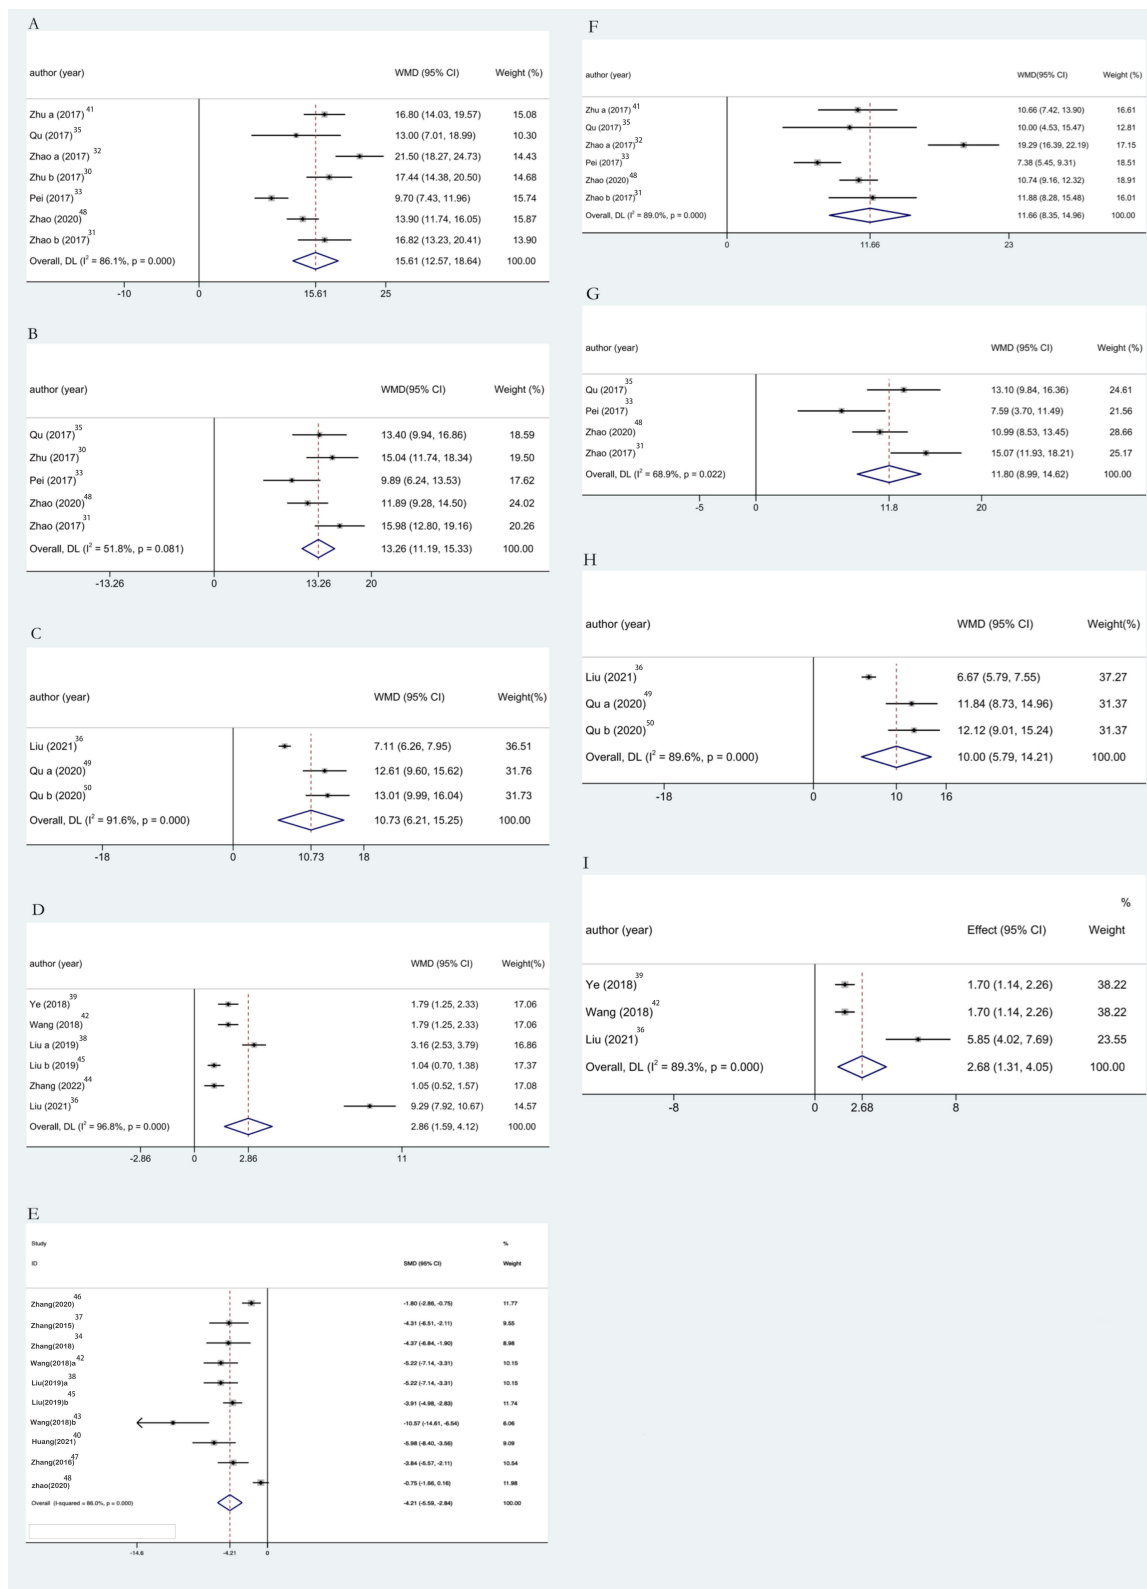 A
author (year) WMD (95% CI) Weight (%)
Zhu a (2017) 41 16.80 (14.03, 19.57) 15.08
Qu (2017) 35 13.00 (7.01, 18.99) 10.30
Zhao a (2017) 32 21.50 (18.27, 24.73) 14.43
Zhu b (2017) 30 17.44 (14.38, 20.50) 14.68
Pei (2017) 33 9.70 (7.43, 11.96) 15.74
Zhao (2020) 48 13.90 (11.74, 16.05) 15.87
Zhao b (2017) 31 16.82 (13.23, 20.41) 13.90
Overall, DL (I² = 86.1%, p = 0.000) 15.61 (12.57, 18.64) 100.00
-10 0 15.61 25
B
author (year) WMD(95% CI) Weight (%)
Qu (2017) 35 13.40 (9.94, 16.86) 18.59
Zhu (2017) 30 15.04 (11.74, 18.34) 19.50
Pei (2017) 33 9.89 (6.24, 13.53) 17.62
Zhao (2020) 48 11.89 (9.28, 14.50) 24.02
Zhao (2017) 31 15.98 (12.80, 19.16) 20.26
Overall, DL (I² = 51.8%, p = 0.081) 13.26 (11.19, 15.33) 100.00
-13.26 0 13.26 20
C
author (year) WMD (95% CI) Weight(%)
Liu (2021) 36 7.11 (6.26, 7.95) 36.51
Qu a (2020) 49 12.61 (9.60, 15.62) 31.76
Qu b (2020) 50 13.01 (9.99, 16.04) 31.73
Overall, DL (I² = 91.6%, p = 0.000) 10.73 (6.21, 15.25) 100.00
-18 0 10.73 18
D
author (year) WMD (95% CI) Weight(%)
Ye (2018) 39 1.79 (1.25, 2.33) 17.06
Wang (2018) 42 1.79 (1.25, 2.33) 17.06
Liu a (2019) 38 3.16 (2.53, 3.79) 16.86
Liu b (2019) 45 1.04 (0.70, 1.38) 17.37
Zhang (2022) 44 1.05 (0.52, 1.57) 17.08
Liu (2021) 36 9.29 (7.92, 10.67) 14.57
Overall, DL (I² = 96.8%, p = 0.000) 2.86 (1.59, 4.12) 100.00
-2.86 0 2.86 11
E
Study %
ID SMD (95% CI) Weight
Zhang(2020) 46 -1.80 (-2.86, -0.75) 11.77
Zhang(2015) 37 -4.31 (-6.51, -2.11) 9.55
Zhang(2018) 34 -4.37 (-6.84, -1.90) 8.98
Wang(2018)a 42 -5.22 (-7.14, -3.31) 10.15
Liu(2019)a 38 -5.22 (-7.14, -3.31) 10.15
Liu(2019)b 45 -3.91 (-4.98, -2.83) 11.74
Wang(2018)b 43 -10.57 (-14.61, -6.54) 6.06
Huang(2021) 40 -5.98 (-8.40, -3.56) 9.09
Zhang(2016) 47 -3.84 (-5.57, -2.11) 10.54
zhao(2020) 48 -0.75 (-1.66, 0.16) 11.98
Overall (I-squared = 86.0%, p = 0.000) -4.21 (-5.59, -2.84) 100.00
-14.6 -4.21 0
F
author (year) WMD(95% CI) Weight (%)
Zhu a (2017) 41 10.66 (7.42, 13.90) 16.61
Qu (2017) 35 10.00 (4.53, 15.47) 12.81
Zhao a (2017) 32 19.29 (16.39, 22.19) 17.15
Pei (2017) 33 7.38 (5.45, 9.31) 18.51
Zhao (2020) 48 10.74 (9.16, 12.32) 18.91
Zhao b (2017) 31 11.88 (8.28, 15.48) 16.01
Overall, DL (I² = 89.0%, p = 0.000) 11.66 (8.35, 14.96) 100.00
0 11.66 23
G
author (year) WMD (95% CI) Weight (%)
Qu (2017) 35 13.10 (9.84, 16.36) 24.61
Pei (2017) 33 7.59 (3.70, 11.49) 21.56
Zhao (2020) 48 10.99 (8.53, 13.45) 28.66
Zhao (2017) 31 15.07 (11.93, 18.21) 25.17
Overall, DL (I² = 68.9%, p = 0.022) 11.80 (8.99, 14.62) 100.00
-5 0 11.8 20
H
author (year) WMD (95% CI) Weight(%)
Liu (2021) 36 6.67 (5.79, 7.55) 37.27
Qu a (2020) 49 11.84 (8.73, 14.96) 31.37
Qu b (2020) 50 12.12 (9.01, 15.24) 31.37
Overall, DL (I² = 89.6%, p = 0.000) 10.00 (5.79, 14.21) 100.00
-18 0 10 16
I
%
author (year) Effect (95% CI) Weight
Ye (2018) 39 1.70 (1.14, 2.26) 38.22
Wang (2018) 42 1.70 (1.14, 2.26) 38.22
Liu (2021) 36 5.85 (4.02, 7.69) 23.55
Overall, DL (I² = 89.3%, p = 0.000) 2.68 (1.31, 4.05) 100.00
-8 0 2.68 8